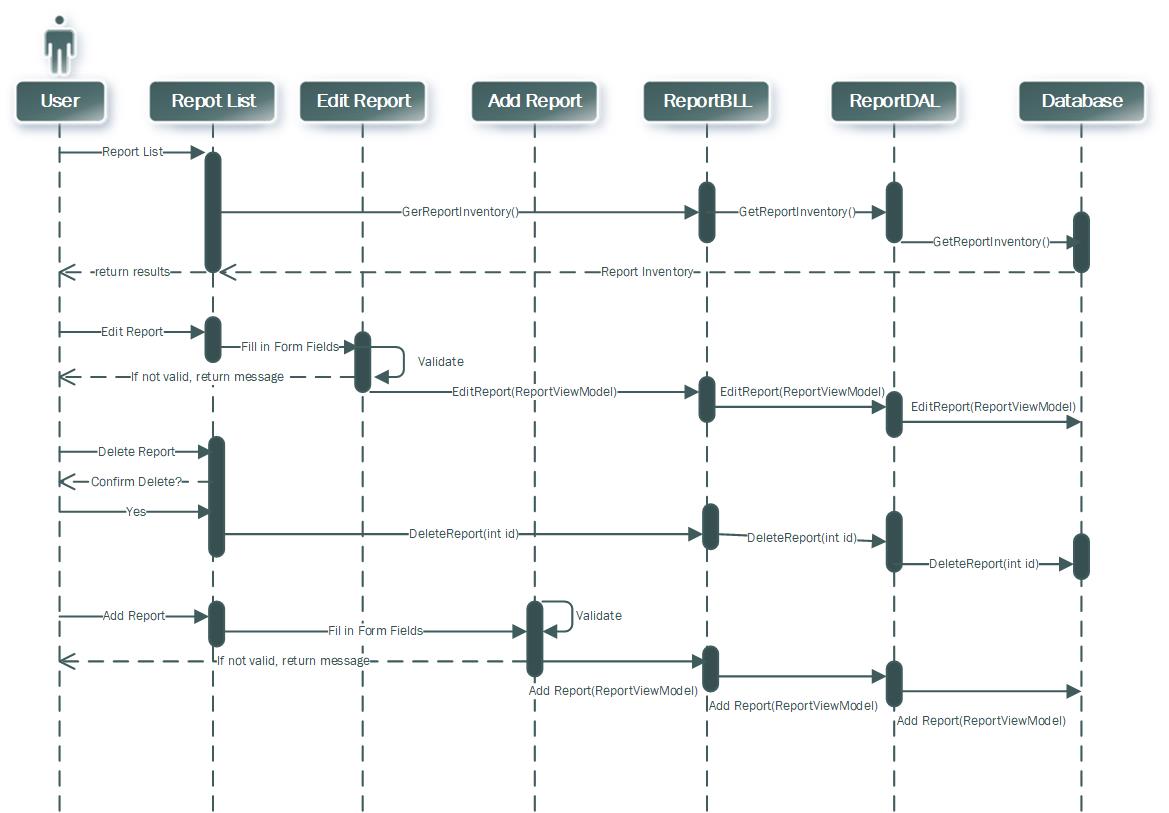 User
Repot List
Edit Report
Add Report
ReportBLL
ReportDAL
Database
Report List
GerReportInventory()
GetReportInventory()
GetReportInventory()
return results
Report Inventory
Edit Report
Fill in Form Fields
Validate
If not valid, return message
EditReport(ReportViewModel)
EditReport(ReportViewModel)
EditReport(ReportViewModel)
Delete Report
Confirm Delete?
Yes
DeleteReport(int id)
DeleteReport(int id)
DeleteReport(int id)
Add Report
Validate
Fil in Form Fields
If not valid, return message
Add Report(ReportViewModel)
Add Report(ReportViewModel)
Add Report(ReportViewModel)